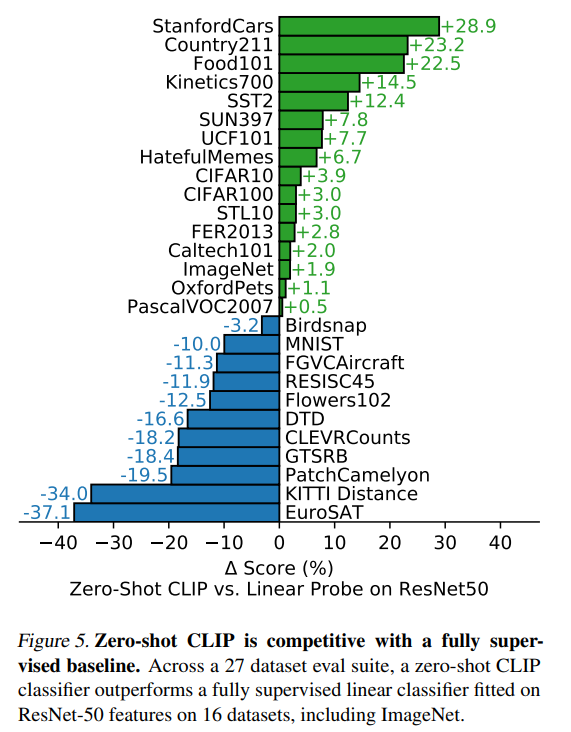 StanfordCars +28.9
Country211 +23.2
Food101 +22.5
Kinetics700 +14.5
SST2 +12.4
SUN397 +7.8
UCF101 +7.7
HatefulMemes +6.7
CIFAR10 +3.9
CIFAR100 +3.0
STL10 +3.0
FER2013 +2.8
Caltech101 +2.0
ImageNet +1.9
OxfordPets +1.1
PascalVOC2007 +0.5
-3.2 Birdsnap
-10.0 MNIST
-11.3 FGVCAircraft
-11.9 RESISC45
-12.5 Flowers102
-16.6 DTD
-18.2 CLEVRCounts
-18.4 GTSRB
-19.5 PatchCamelyon
-34.0 KITTI Distance
-37.1 EuroSAT
−40 −30 −20 −10 0 10 20 30 40
Δ Score (%)
Zero-Shot CLIP vs. Linear Probe on ResNet50
Figure 5. Zero-shot CLIP is competitive with a fully super-
vised baseline. Across a 27 dataset eval suite, a zero-shot CLIP
classifier outperforms a fully supervised linear classifier fitted on
ResNet-50 features on 16 datasets, including ImageNet.